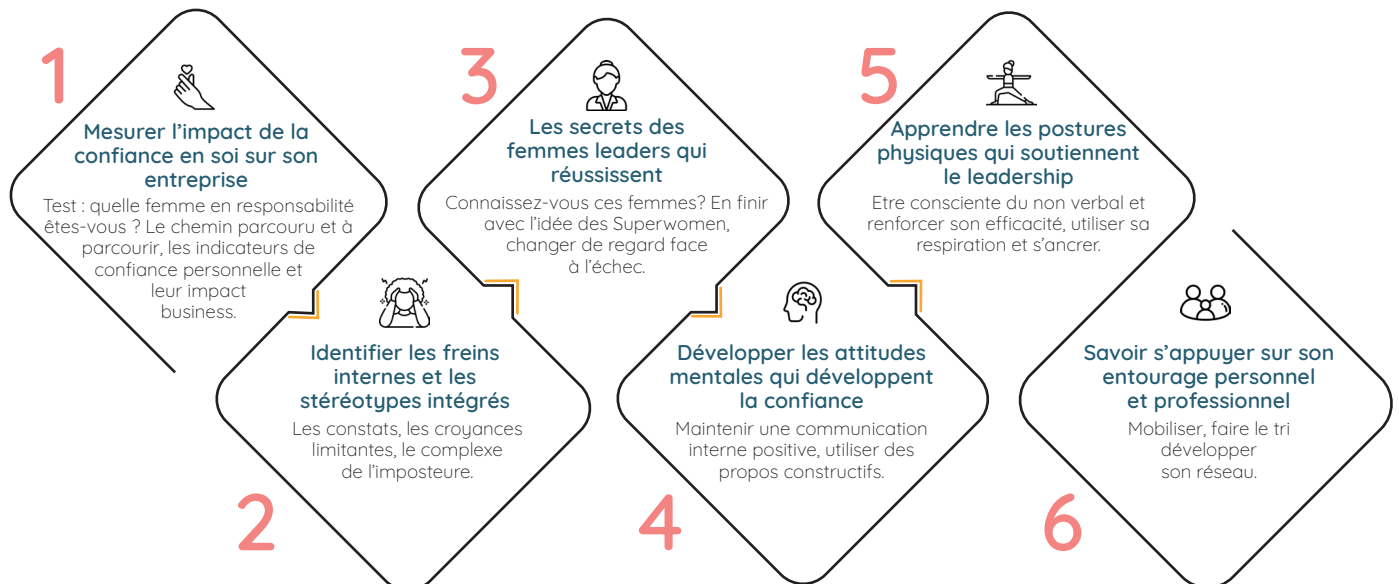 1
Mesurer l'impact de la
confiance en soi sur son
entreprise
Test : quelle femme en responsabilité
êtes-vous ? Le chemin parcouru et à
parcourir, les indicateurs de
confiance personnelle et
leur impact
business.
2
Identifier les freins
internes et les
stéréotypes intégrés
Les constats, les croyances
limitantes, le complexe
de l'imposteure.
3
Les secrets des
femmes leaders qui
réussissent
Connaissez-vous ces femmes? En finir
avec l'idée des Superwomen,
changer de regard face
à l'échec.
4
Développer les attitudes
mentales qui développent
la confiance
Maintenir une communication
interne positive, utiliser des
propos constructifs.
5
Apprendre les postures
physiques qui soutiennent
le leadership
Etre consciente du non verbal et
renforcer son efficacité, utiliser sa
respiration et s'ancrer.
6
Savoir s'appuyer sur son
entourage personnel
et professionnel
Mobiliser, faire le tri
développer
son réseau.